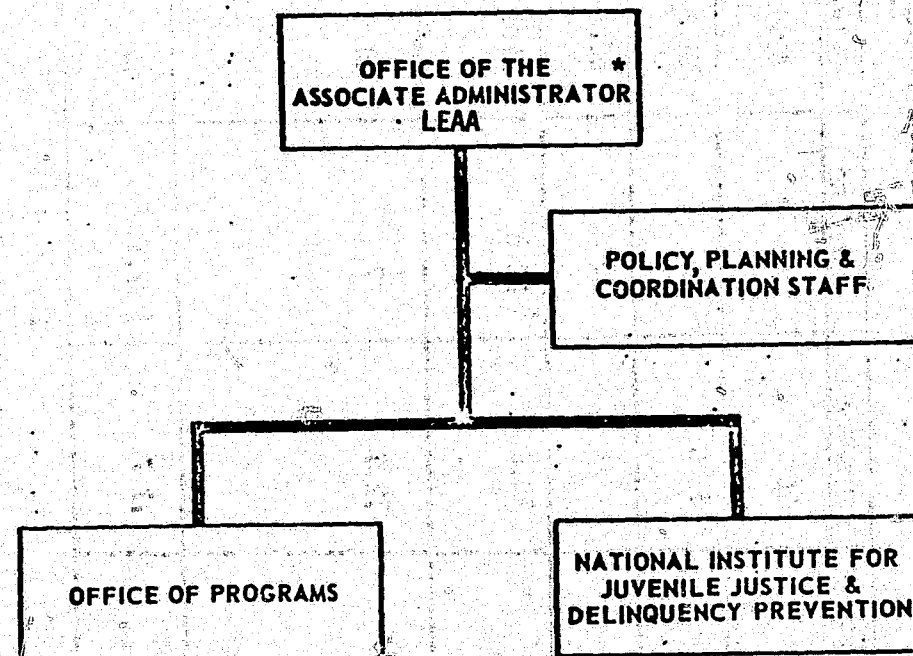 OFFICE OF THE *
ASSOCIATE ADMINISTRATOR
LEAA
POLICY, PLANNING &
COORDINATION STAFF
OFFICE OF PROGRAMS
NATIONAL INSTITUTE FOR
JUVENILE JUSTICE &
DELINQUENCY PREVENTION